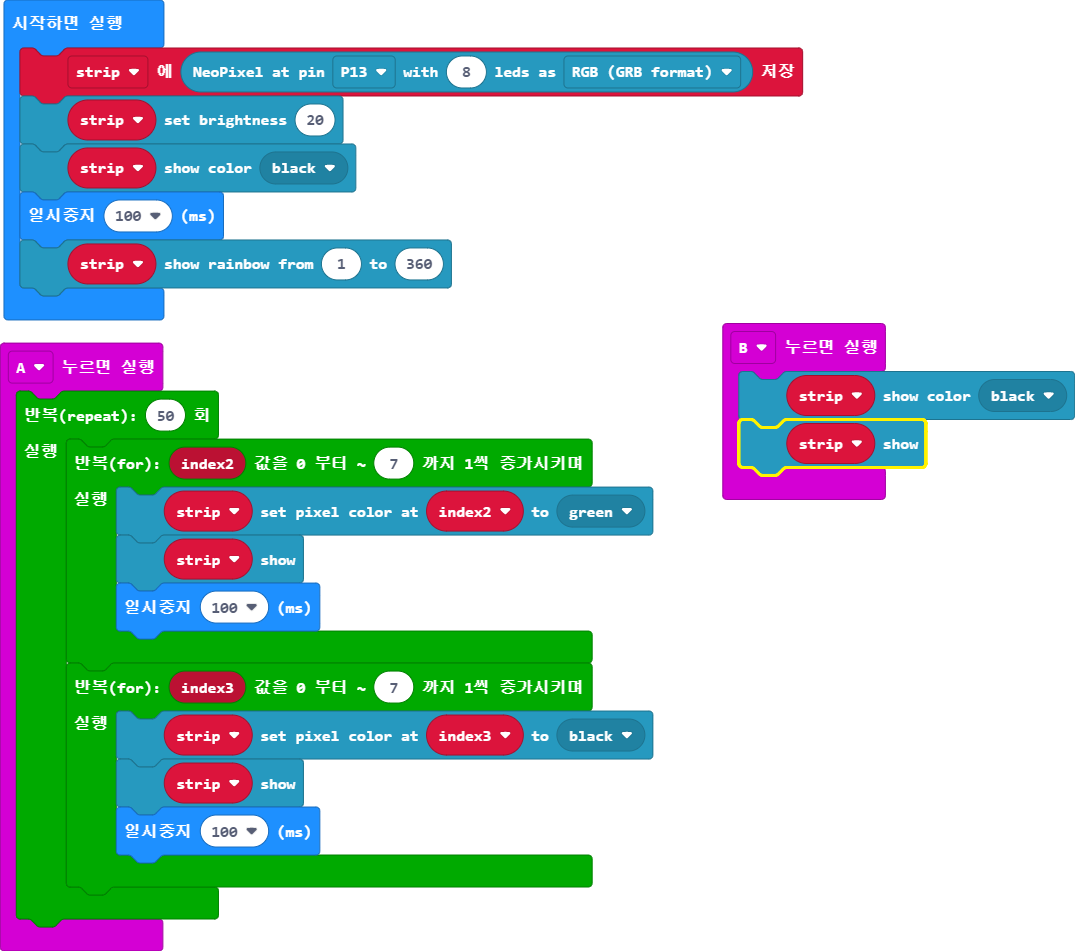 시작하면 실행
strip 에 NeoPixel at pin P13 with 8 leds as RGB (GRB format) 저장
strip set brightness 20
strip show color black
일시중지 100 (ms)
strip show rainbow from 1 to 360
A 누르면 실행
반복(repeat): 50 회
실행
반복(for): index2 값을 0 부터 ~ 7 까지 1씩 증가시키며
실행
strip set pixel color at index2 to green
strip show
일시중지 100 (ms)
반복(for): index3 값을 0 부터 ~ 7 까지 1씩 증가시키며
실행
strip set pixel color at index3 to black
strip show
일시중지 100 (ms)
B 누르면 실행
strip show color black
strip show